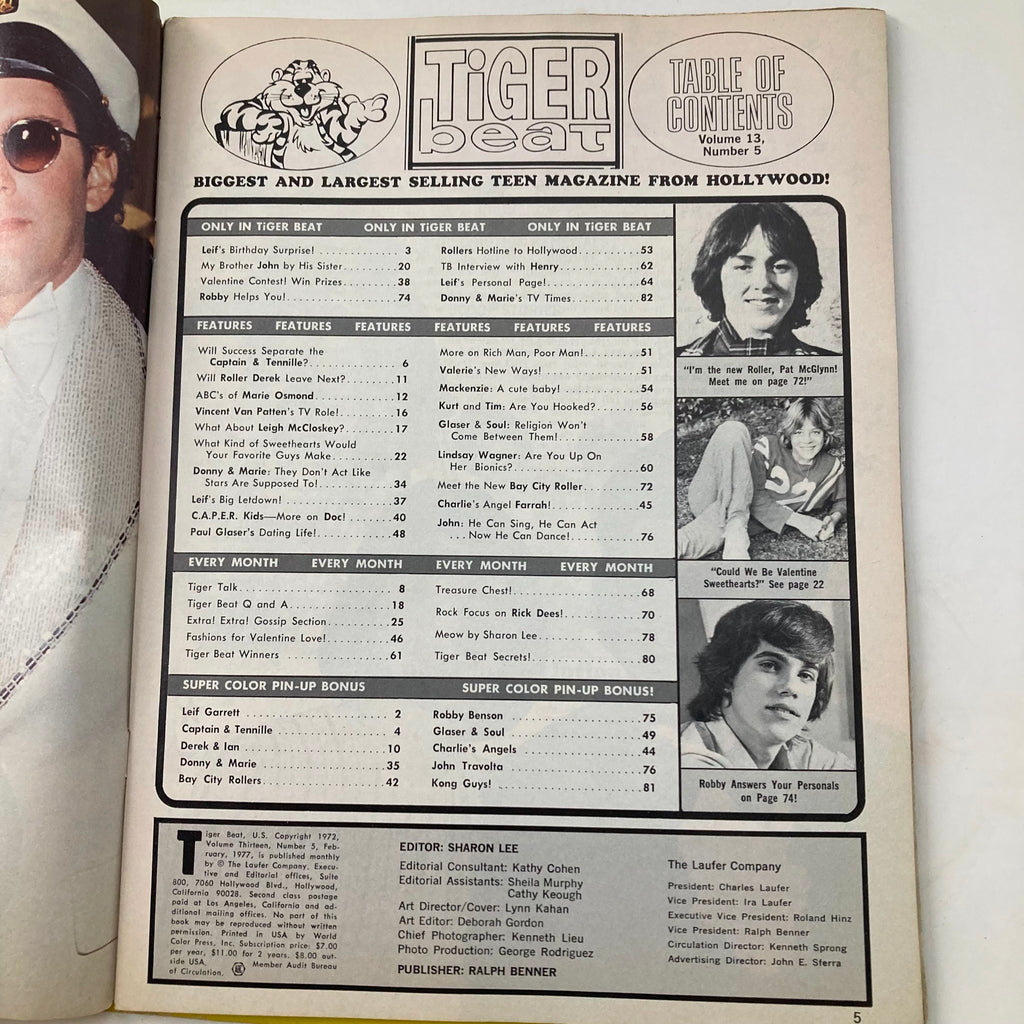 TiGER
beat
TABLE OF
CONTENTS
Volume 13,
Number 5
BIGGEST AND LARGEST SELLING TEEN MAGAZINE FROM HOLLYWOOD!
ONLY IN TiGER BEAT ONLY IN TiGER BEAT ONLY IN TiGER BEAT
Leif's Birthday Surprise! . . . . . . . . . . . . 3
My Brother John by His Sister. . . . . . . . . .20
Valentine Contest! Win Prizes. . . . . . . . .38
Robby Helps You!. . . . . . . . . . . . . . . . .74
Rollers Hotline to Hollywood. . . . . . . . .53
TB Interview with Henry. . . . . . . . . . . .62
Leif's Personal Page!. . . . . . . . . . . . . .64
Donny & Marie's TV Times. . . . . . . . . .82
FEATURES FEATURES FEATURES FEATURES FEATURES FEATURES
Will Success Separate the
Captain & Tennille?. . . . . . . . . . . . . . 6
Will Roller Derek Leave Next?. . . . . . . . .11
ABC's of Marie Osmond. . . . . . . . . . . .12
Vincent Van Patten's TV Role!. . . . . . . . .16
What About Leigh McCloskey?. . . . . . . .17
What Kind of Sweethearts Would
Your Favorite Guys Make. . . . . . . . . .22
Donny & Marie: They Don't Act Like
Stars Are Supposed To!. . . . . . . . . . .34
Leif's Big Letdown! . . . . . . . . . . . . . . 37
C.A.P.E.R. Kids—More on Doc! . . . . . . .40
Paul Glaser's Dating Life!. . . . . . . . . . . 48
More on Rich Man, Poor Man!. . . . . . . .51
Valerie's New Ways!. . . . . . . . . . . . . .51
Mackenzie: A cute baby!. . . . . . . . . . .54
Kurt and Tim: Are You Hooked?. . . . . . .56
Glaser & Soul: Religion Won't
Come Between Them!. . . . . . . . . . . .58
Lindsay Wagner: Are You Up On
Her Bionics?. . . . . . . . . . . . . . . . . .60
Meet the New Bay City Roller. . . . . . . .72
Charlie's Angel Farrah!. . . . . . . . . . . .45
John: He Can Sing, He Can Act
. . . Now He Can Dance!. . . . . . . . . . .76
EVERY MONTH EVERY MONTH EVERY MONTH EVERY MONTH
Tiger Talk. . . . . . . . . . . . . . . . . . . . 8
Tiger Beat Q and A. . . . . . . . . . . . . . .18
Extra! Extra! Gossip Section. . . . . . . . .25
Fashions for Valentine Love!. . . . . . . . .46
Tiger Beat Winners . . . . . . . . . . . . . .61
Treasure Chest!. . . . . . . . . . . . . . . . .68
Rock Focus on Rick Dees!. . . . . . . . . . .70
Meow by Sharon Lee. . . . . . . . . . . . . .78
Tiger Beat Secrets!. . . . . . . . . . . . . . .80
SUPER COLOR PIN-UP BONUS SUPER COLOR PIN-UP BONUS!
Leif Garrett . . . . . . . . . . . . . . . . . . 2
Captain & Tennille . . . . . . . . . . . . . . 4
Derek & Ian . . . . . . . . . . . . . . . . . .10
Donny & Marie . . . . . . . . . . . . . . . .35
Bay City Rollers. . . . . . . . . . . . . . . .42
Robby Benson . . . . . . . . . . . . . . . . .75
Glaser & Soul . . . . . . . . . . . . . . . . .49
Charlie's Angels . . . . . . . . . . . . . . . .44
John Travolta . . . . . . . . . . . . . . . . .76
Kong Guys! . . . . . . . . . . . . . . . . . .81
"I'm the new Roller, Pat McGlynn!
Meet me on page 72!"
"Could We Be Valentine
Sweethearts?" See page 22
Robby Answers Your Personals
on Page 74!
Tiger Beat, U.S. Copyright 1972,
Volume Thirteen, Number 5, Feb-
ruary, 1977, is published monthly
by © The Laufer Company. Execu-
tive and Editorial offices, Suite
800, 7060 Hollywood Blvd., Hollywood,
California 90028. Second class postage
paid at Los Angeles, California and ad-
ditional mailing offices. No part of this
book may be reproduced without written
permission. Printed in USA by World
Color Press, Inc. Subscription price: $7.00
per year, $11.00 for 2 years. $8.00 out-
side USA.
Member Audit Bureau
of Circulation.
EDITOR: SHARON LEE
Editorial Consultant: Kathy Cohen
Editorial Assistants: Sheila Murphy
Cathy Keough
Art Director/Cover: Lynn Kahan
Art Editor: Deborah Gordon
Chief Photographer: Kenneth Lieu
Photo Production: George Rodriguez
PUBLISHER: RALPH BENNER
The Laufer Company
President: Charles Laufer
Vice President: Ira Laufer
Executive Vice President: Roland Hinz
Vice President: Ralph Benner
Circulation Director: Kenneth Sprong
Advertising Director: John E. Sferra
5